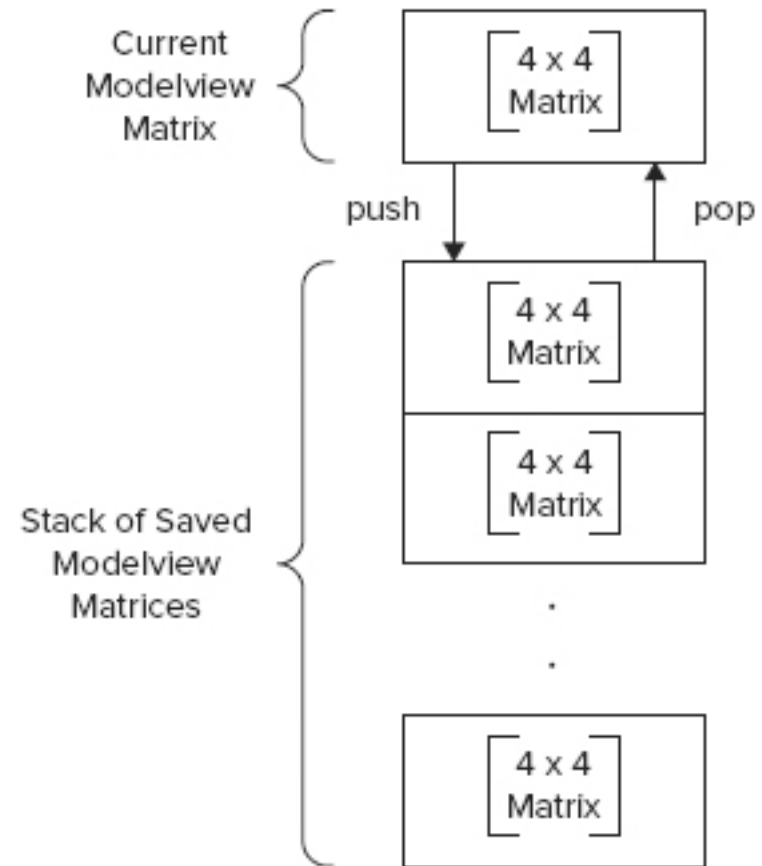 Current
Modelview
Matrix
4 x 4
Matrix
push
pop
4 x 4
Matrix
4 x 4
Matrix
Stack of Saved
Modelview
Matrices
4 x 4
Matrix